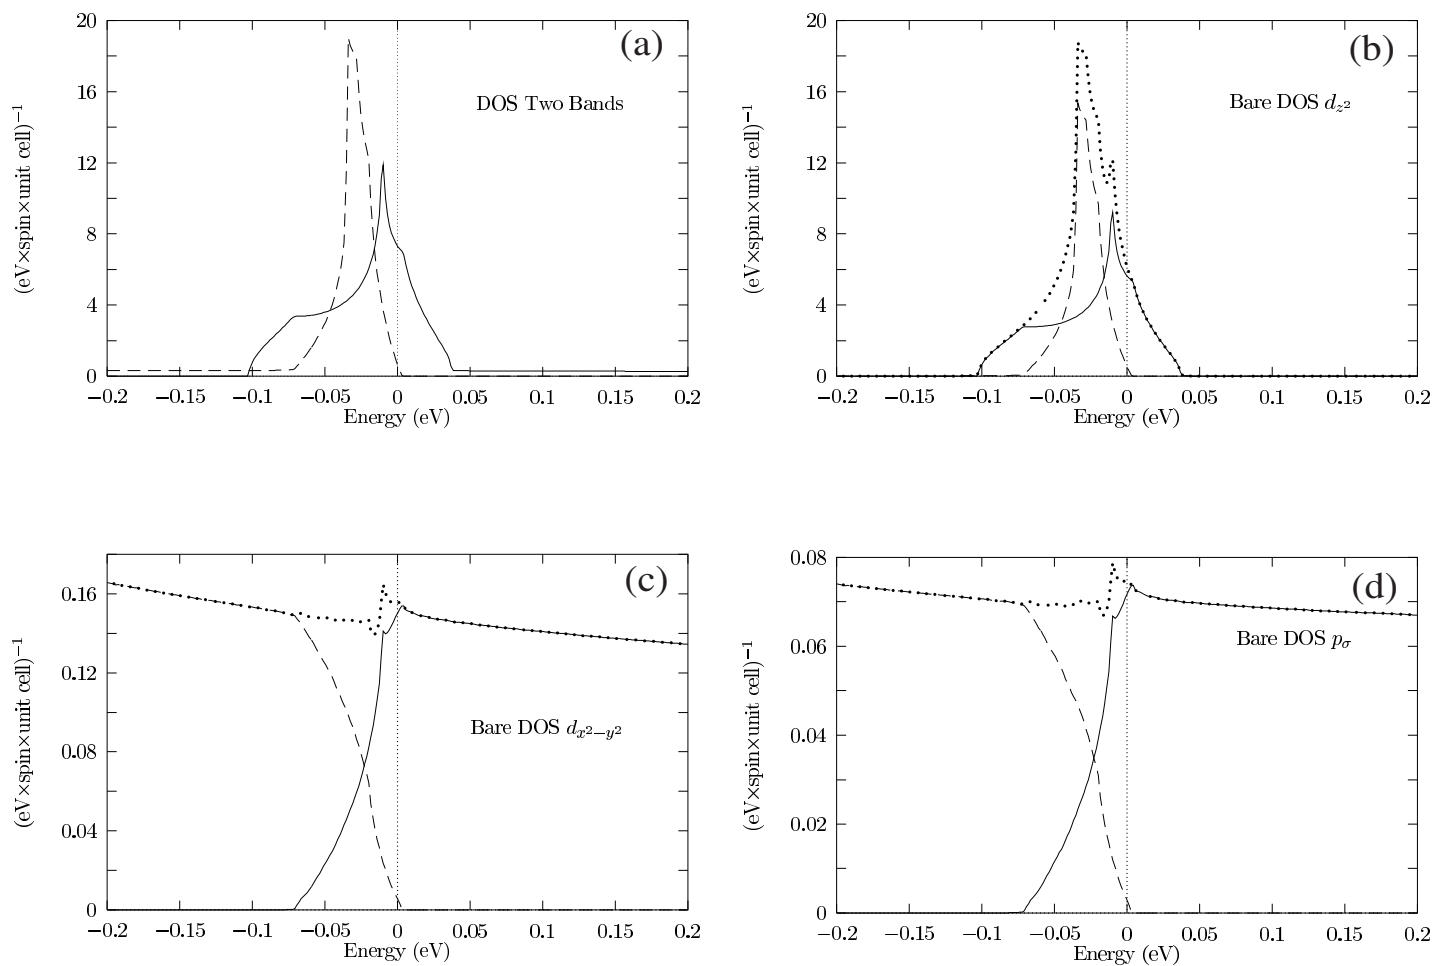 (a)
DOS Two Bands
(eV×spin×unit cell)−1
20
16
12
8
4
0
−0.2 −0.15 −0.1 −0.05 0 0.05 0.1 0.15 0.2
Energy (eV)
(b)
Bare DOS dz2
(eV×spin×unit cell)−1
20
16
12
8
4
0
−0.2 −0.15 −0.1 −0.05 0 0.05 0.1 0.15 0.2
Energy (eV)
(c)
Bare DOS dx2−y2
(eV×spin×unit cell)−1
0.16
0.12
0.08
0.04
0
−0.2 −0.15 −0.1 −0.05 0 0.05 0.1 0.15 0.2
Energy (eV)
(d)
Bare DOS pσ
(eV×spin×unit cell)−1
0.08
0.06
0.04
0.02
0
−0.2 −0.15 −0.1 −0.05 0 0.05 0.1 0.15 0.2
Energy (eV)